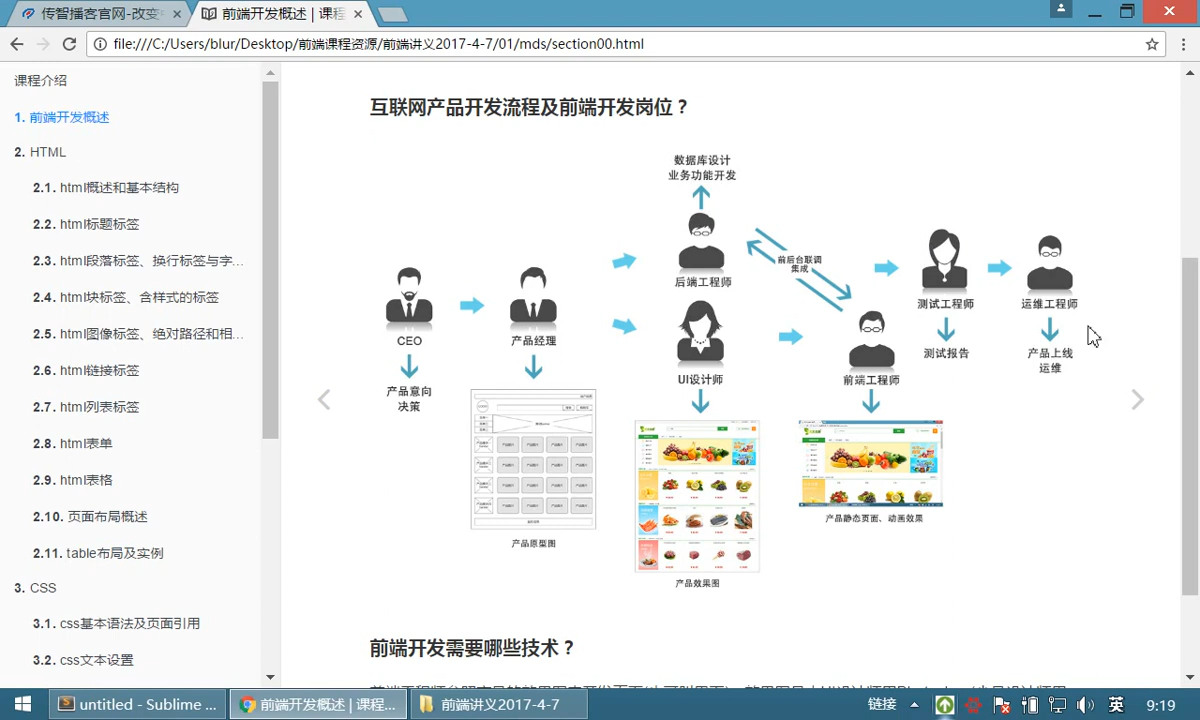 传智播客官网-改变
前端开发概述 | 课程
file:///C:/Users/blur/Desktop/前端课程资源/前端讲义2017-4-7/01/mds/section00.html
课程介绍
1. 前端开发概述
2. HTML
2.1. html概述和基本结构
2.2. html标题标签
2.3. html段落标签、换行标签与字...
2.4. html块标签、含样式的标签
2.5. html图像标签、绝对路径和相...
2.6. html链接标签
2.7. html列表标签
2.8. html表单
2.9. html表格
2.10. 页面布局概述
2.11. table布局及实例
3. CSS
3.1. css基本语法及页面引用
3.2. css文本设置
互联网产品开发流程及前端开发岗位？
数据库设计
业务功能开发
后端工程师
前后台联调
集成
CEO
产品意向
决策
产品经理
产品原型图
UI设计师
产品效果图
前端工程师
产品静态页面、动画效果
测试工程师
测试报告
运维工程师
产品上线
运维
前端开发需要哪些技术？
untitled - Sublime ...
前端开发概述 | 课程...
前端讲义2017-4-7
链接
英
9:19